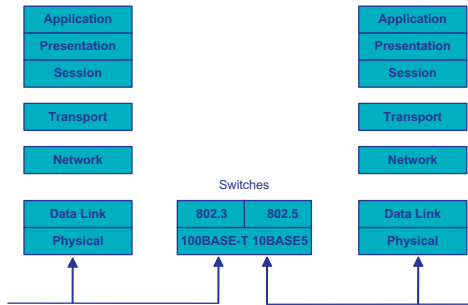 Application
Presentation
Session
Transport
Network
Data Link
Physical
Switches
802.3 802.5
100BASE-T 10BASE5
Application
Presentation
Session
Transport
Network
Data Link
Physical